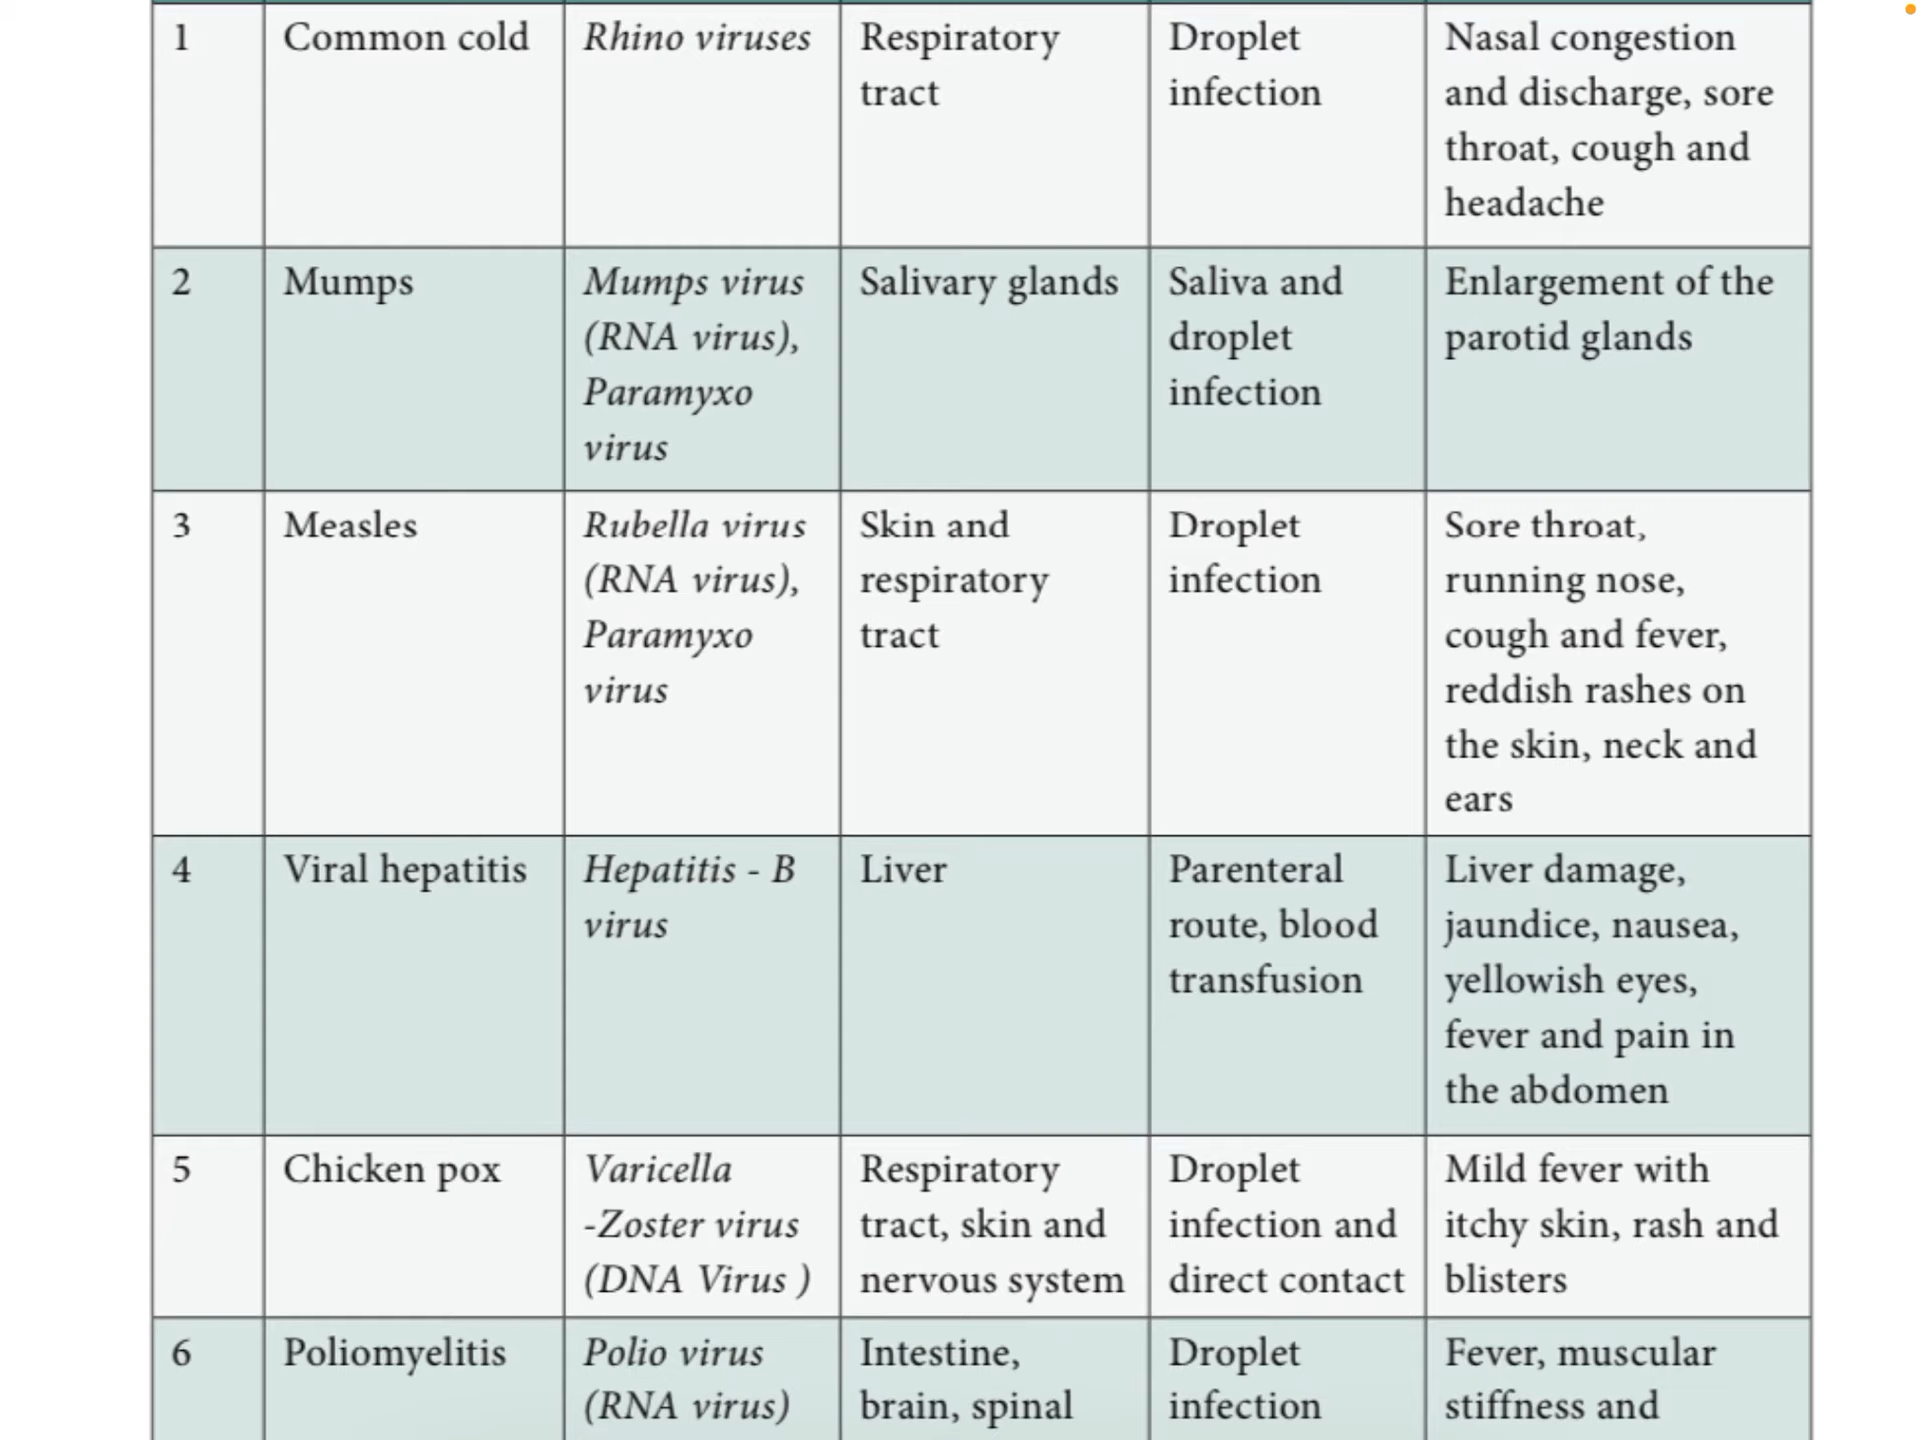 1
Common cold
Rhino viruses
Respiratory
tract
Droplet
infection
Nasal congestion
and discharge, sore
throat, cough and
headache
2
Mumps
Mumps virus
(RNA virus),
Paramyxo
virus
Salivary glands
Saliva and
droplet
infection
Enlargement of the
parotid glands
3
Measles
Rubella virus
(RNA virus),
Paramyxo
virus
Skin and
respiratory
tract
Droplet
infection
Sore throat,
running nose,
cough and fever,
reddish rashes on
the skin, neck and
ears
4
Viral hepatitis
Hepatitis - B
virus
Liver
Parenteral
route, blood
transfusion
Liver damage,
jaundice, nausea,
yellowish eyes,
fever and pain in
the abdomen
5
Chicken pox
Varicella
-Zoster virus
(DNA Virus )
Respiratory
tract, skin and
nervous system
Droplet
infection and
direct contact
Mild fever with
itchy skin, rash and
blisters
6
Poliomyelitis
Polio virus
(RNA virus)
Intestine,
brain, spinal
Droplet
infection
Fever, muscular
stiffness and